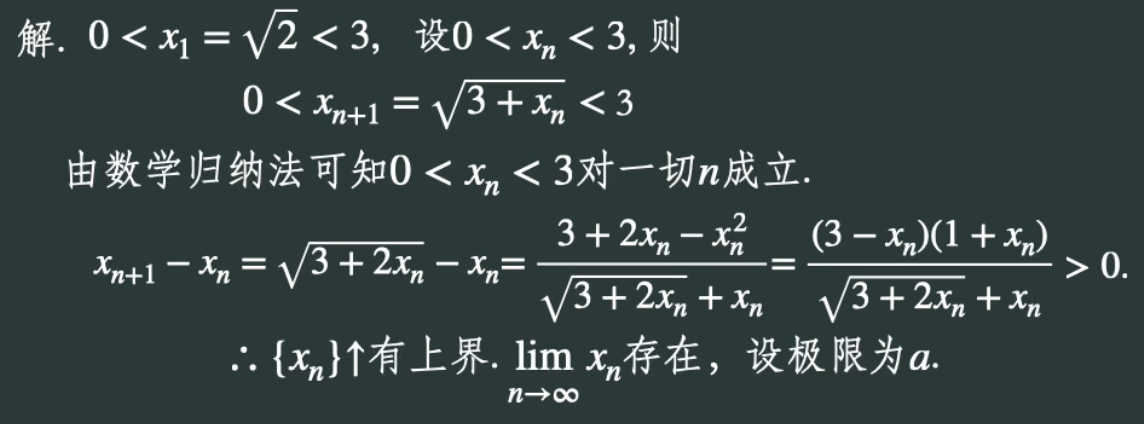 解. 0 < x₁ = √2 < 3, 设0 < xₙ < 3, 则
0 < xₙ₊₁ = √(3 + xₙ) < 3
由数学归纳法可知0 < xₙ < 3对一切n成立.
xₙ₊₁ − xₙ = √(3 + 2xₙ) − xₙ = (3 + 2xₙ − xₙ²)/(√(3 + 2xₙ) + xₙ) = ((3 − xₙ)(1 + xₙ))/(√(3 + 2xₙ) + xₙ) > 0.
∴ {xₙ}↑有上界. lim_{n→∞} xₙ存在，设极限为a.